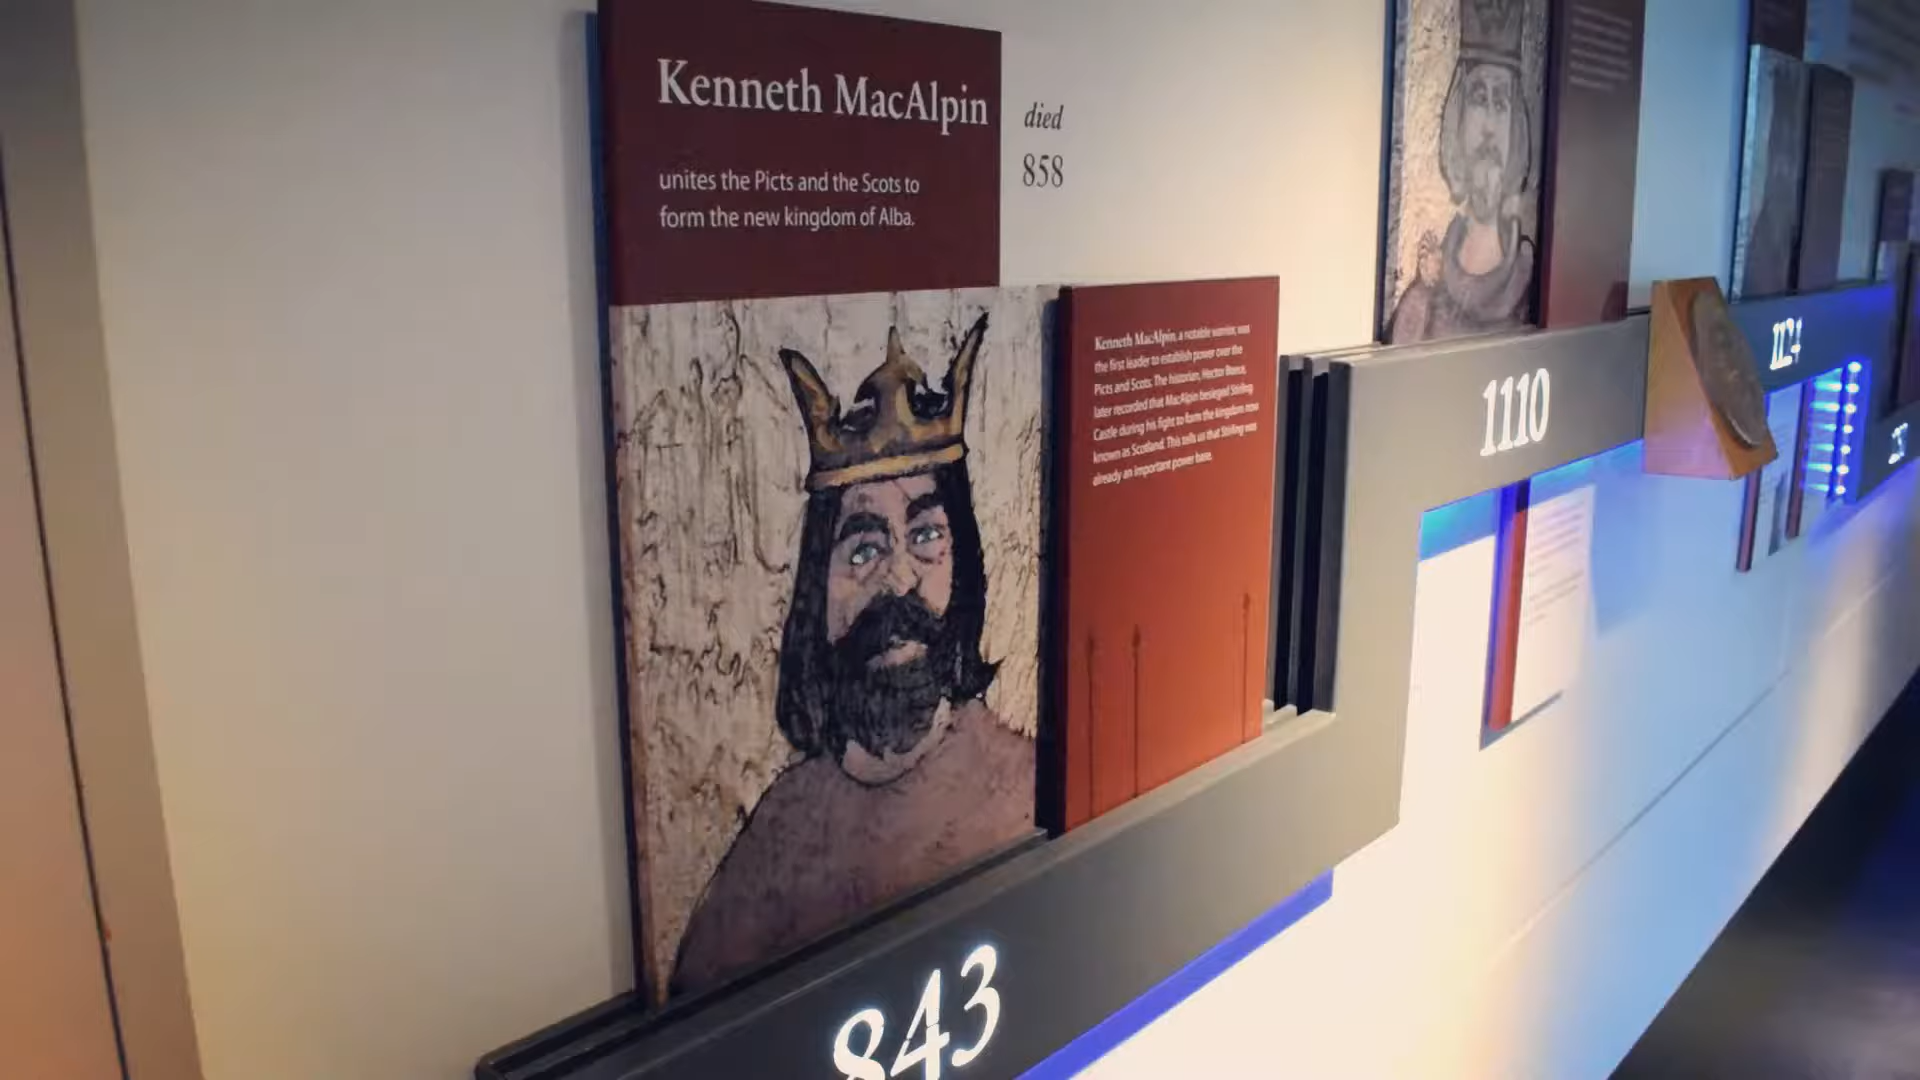 Kenneth MacAlpin
unites the Picts and the Scots to
form the new kingdom of Alba.
died
858
Kenneth MacAlpin, a notable warrior, was
the first leader to establish power over the
Picts and Scots. The historian, Hector Boece,
later recorded that MacAlpin besieged Stirling
Castle during his fight to form the kingdom now
known as Scotland. This tells us that Stirling was
already an important power base.
843
1110
1124